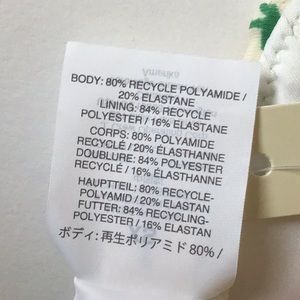 BODY: 80% RECYCLE POLYAMIDE /
20% ELASTANE
LINING: 84% RECYCLE
POLYESTER / 16% ELASTANE
CORPS: 80% POLYAMIDE
RECYCLÉ / 20% ÉLASTHANNE
DOUBLURE: 84% POLYESTER
RECYCLÉ / 16% ÉLASTHANNE
HAUPTTEIL: 80% RECYCLE-
POLYAMID / 20% ELASTAN
FUTTER: 84% RECYCLING-
POLYESTER / 16% ELASTAN
ボディ: 再生ポリアミド 80% /